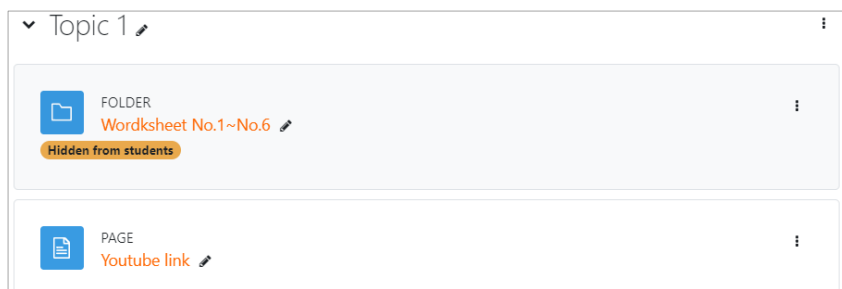 Topic 1
FOLDER
Wordksheet No.1~No.6
Hidden from students
PAGE
Youtube link